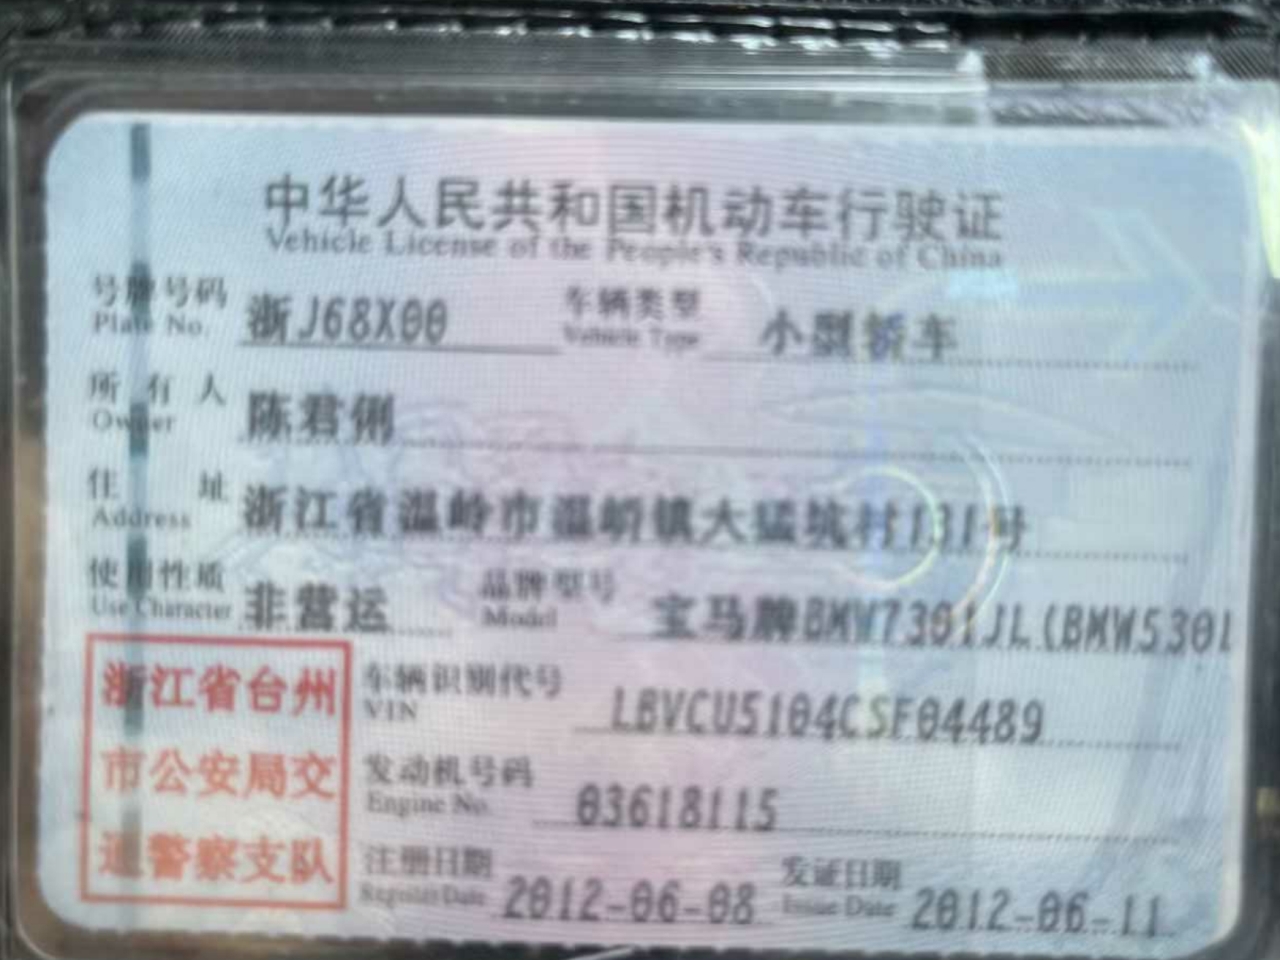 中华人民共和国机动车行驶证
Vehicle License of the People's Republic of China
号牌号码 浙J68X00 车辆类型 小型轿车
Plate No. Vehicle Type
所有人 陈君俐
Owner
住址 浙江省温岭市温峤镇大猛坑村131号
Address
使用性质 非营运 品牌型号 宝马牌BMW7301JL(BMW530L
Use Character Model
浙江省台州
市公安局交
通警察支队
车辆识别代号 LBVCU5104CSF04489
VIN
发动机号码 03618115
Engine No.
注册日期 2012-06-08 发证日期 2012-06-11
Register Date Issue Date